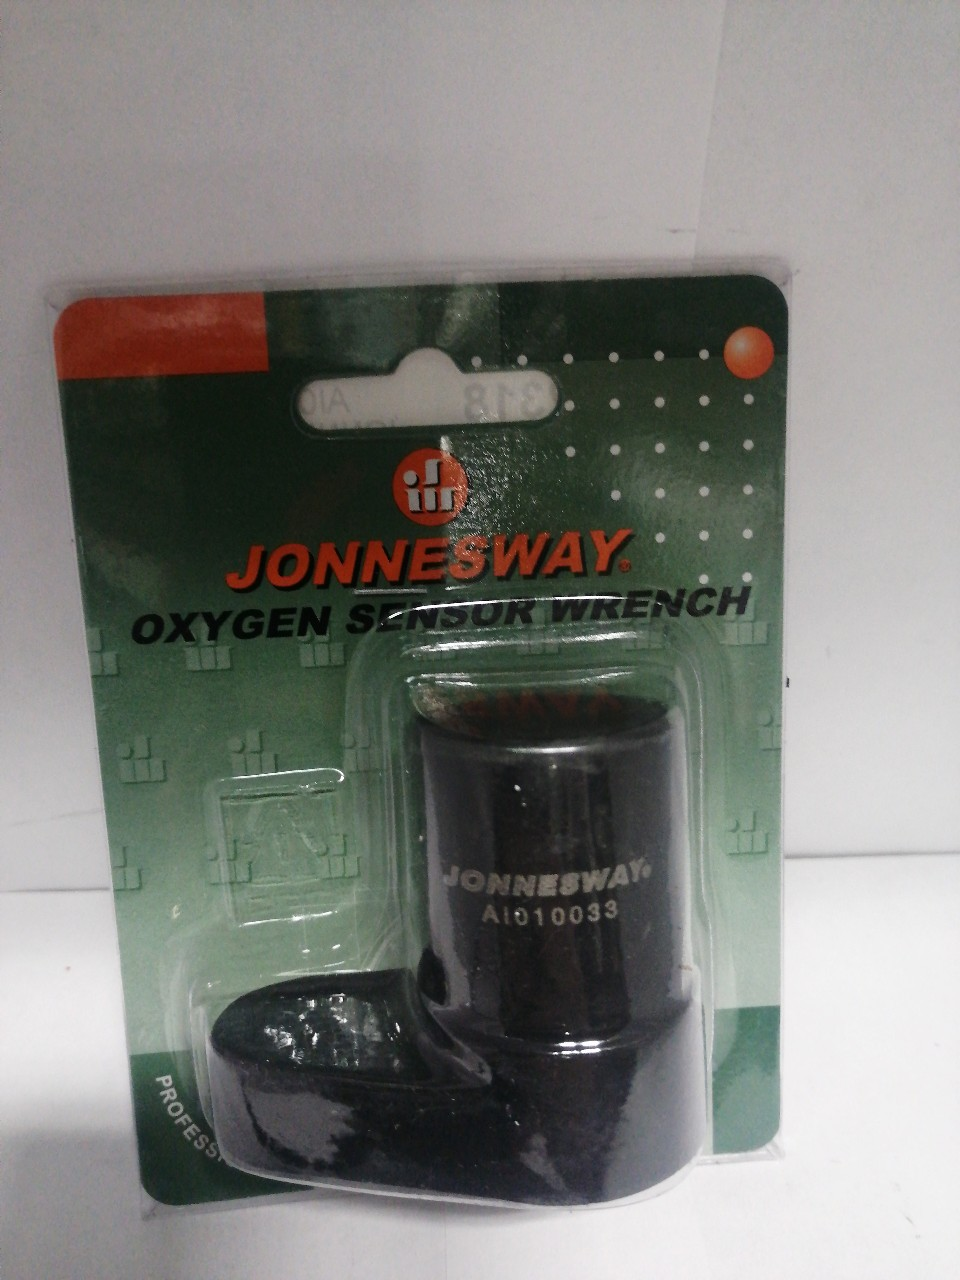 JONNESWAY®
OXYGEN SENSOR WRENCH
JONNESWAY®
AI010033